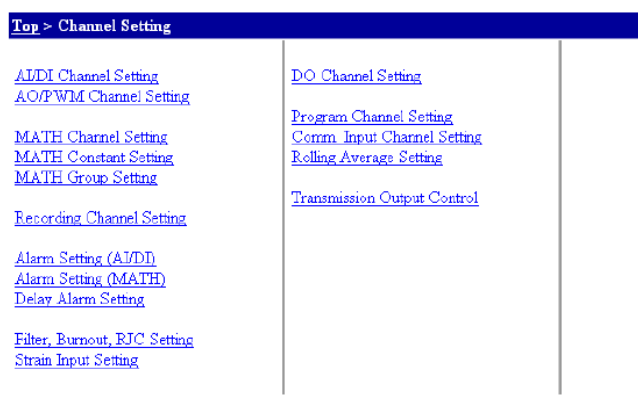 Top > Channel Setting
AI/DI Channel Setting
AO/PWM Channel Setting
MATH Channel Setting
MATH Constant Setting
MATH Group Setting
Recording Channel Setting
Alarm Setting (AI/DI)
Alarm Setting (MATH)
Delay Alarm Setting
Filter, Burnout, RJC Setting
Strain Input Setting
DO Channel Setting
Program Channel Setting
Comm. Input Channel Setting
Rolling Average Setting
Transmission Output Control